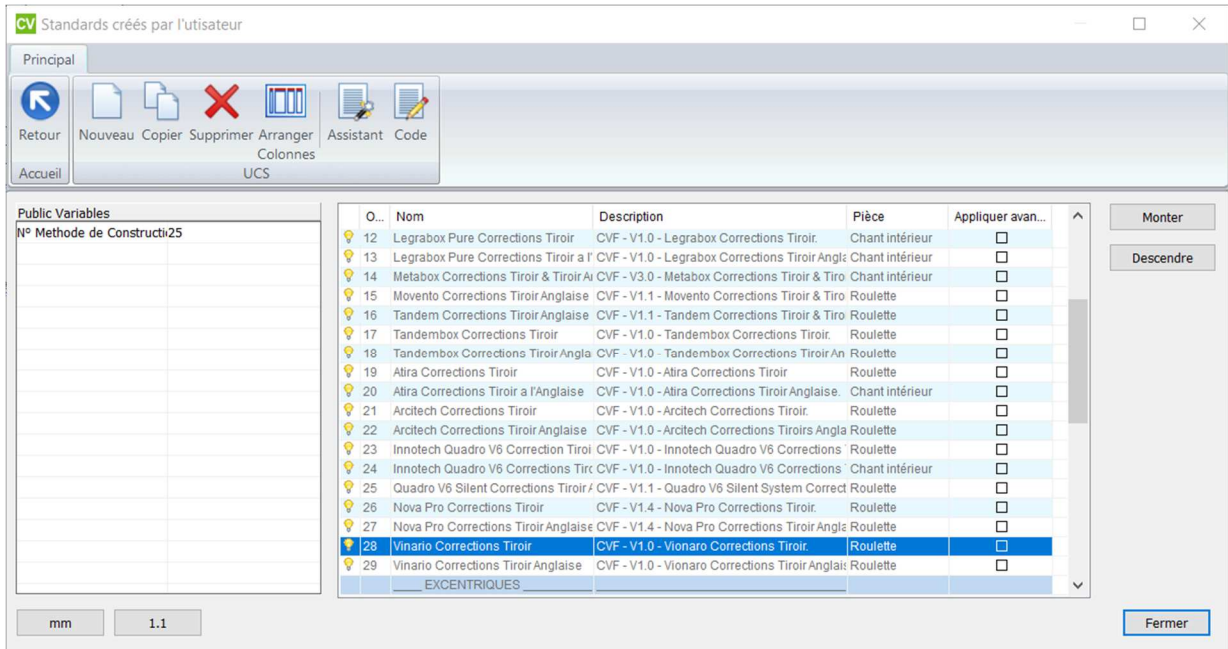 CV Standards créés par l'utisateur
Principal
Retour
Nouveau Copier Supprimer Arranger Colonnes Assistant Code
Accueil UCS
Public Variables
Nº Methode de Constructi 25
O... Nom Description Pièce Appliquer avan...
12 Legrabox Pure Corrections Tiroir CVF - V1.0 - Legrabox Corrections Tiroir. Chant intérieur
13 Legrabox Pure Corrections Tiroir a l' CVF - V1.0 - Legrabox Corrections Tiroir Angla Chant intérieur
14 Metabox Corrections Tiroir & Tiroir A CVF - V3.0 - Metabox Corrections Tiroir & Tiro Chant intérieur
15 Movento Corrections Tiroir Anglaise CVF - V1.1 - Movento Corrections Tiroir & Tiro Roulette
16 Tandem Corrections Tiroir Anglaise CVF - V1.1 - Tandem Corrections Tiroir & Tiro Roulette
17 Tandembox Corrections Tiroir CVF - V1.0 - Tandembox Corrections Tiroir. Roulette
18 Tandembox Corrections Tiroir Angla CVF - V1.0 - Tandembox Corrections Tiroir An Roulette
19 Atira Corrections Tiroir CVF - V1.0 - Atira Corrections Tiroir Roulette
20 Atira Corrections Tiroir a l'Anglaise CVF - V1.0 - Atira Corrections Tiroir Anglaise. Chant intérieur
21 Arcitech Corrections Tiroir CVF - V1.0 - Arcitech Corrections Tiroir. Roulette
22 Arcitech Corrections Tiroir Anglaise CVF - V1.0 - Arcitech Corrections Tiroirs Angla Roulette
23 Innotech Quadro V6 Correction Tiroi CVF - V1.0 - Innotech Quadro V6 Corrections Roulette
24 Innotech Quadro V6 Corrections Tiro CVF - V1.0 - Innotech Quadro V6 Corrections Chant intérieur
25 Quadro V6 Silent Corrections Tiroir A CVF - V1.1 - Quadro V6 Silent System Correct Roulette
26 Nova Pro Corrections Tiroir CVF - V1.4 - Nova Pro Corrections Tiroir. Roulette
27 Nova Pro Corrections Tiroir Anglaise CVF - V1.4 - Nova Pro Corrections Tiroir Angla Roulette
28 Vinario Corrections Tiroir CVF - V1.0 - Vionaro Corrections Tiroir. Roulette
29 Vinario Corrections Tiroir Anglaise CVF - V1.0 - Vionaro Corrections Tiroir Anglais Roulette
____ EXCENTRIQUES ____
Monter
Descendre
mm 1.1 Fermer